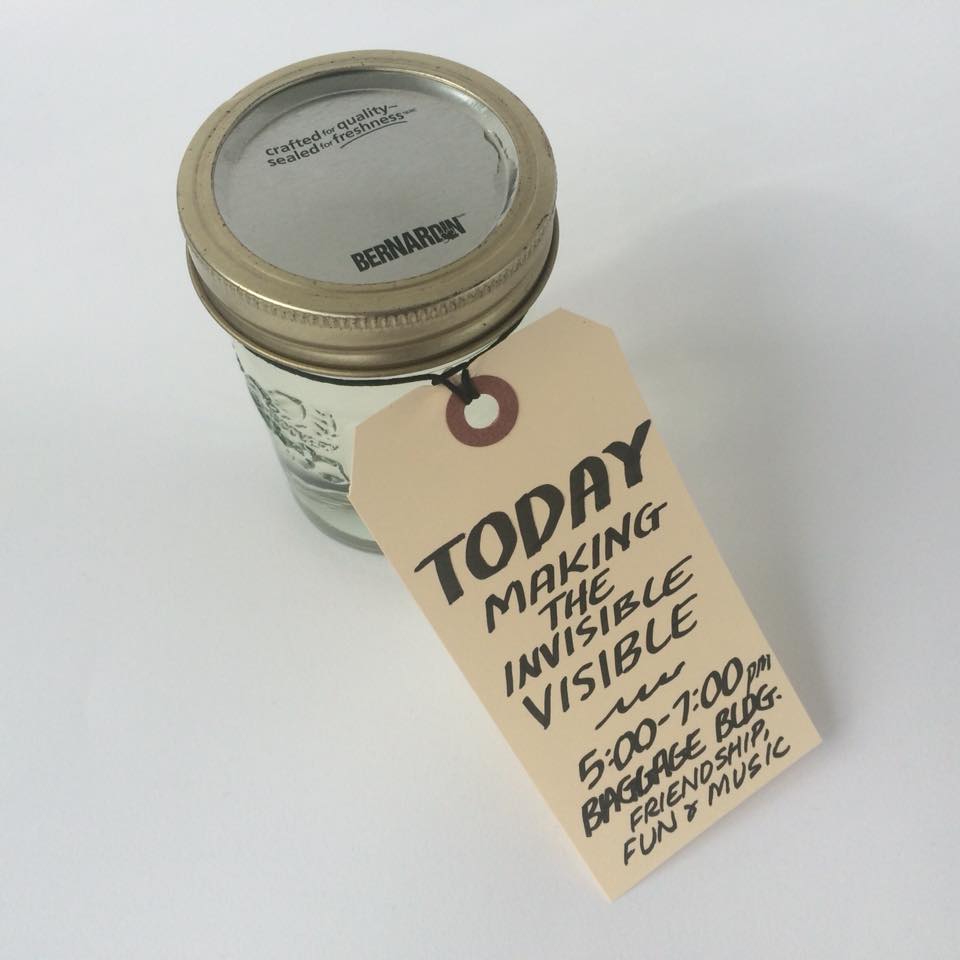 crafted for quality–
sealed for freshness
BERNARDIN
TODAY
MAKING
THE
INVISIBLE
VISIBLE
5:00-7:00pm
BAGGAGE BLDG.
FRIENDSHIP,
FUN & MUSIC